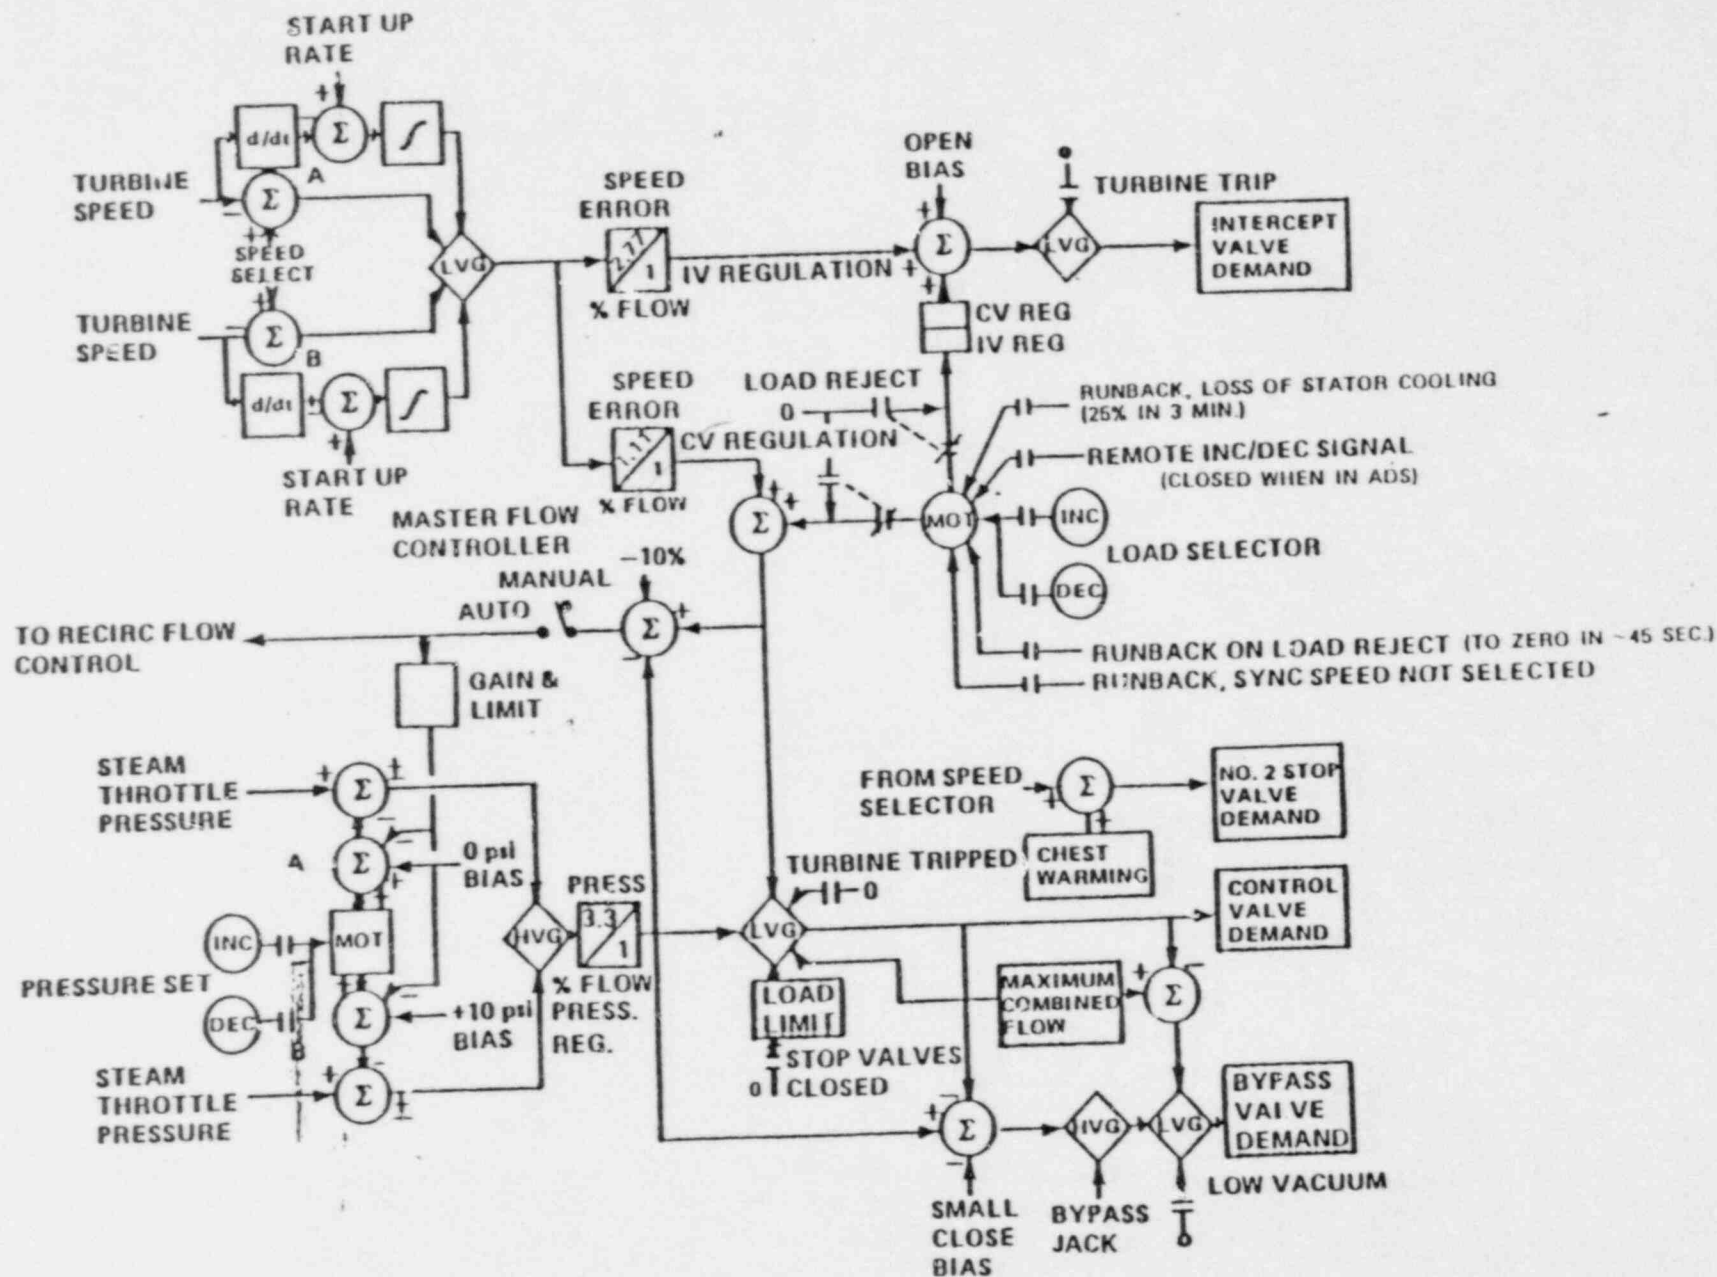 START UP
RATE
d/dt
Σ
∫
TURBINE
SPEED
Σ
A
SPEED
SELECT
LVG
TURBINE
SPEED
Σ
B
d/dt
Σ
∫
START UP
RATE
SPEED
ERROR
1
% FLOW
IV REGULATION
OPEN
BIAS
Σ
LVG
TURBINE TRIP
INTERCEPT
VALVE
DEMAND
CV REG
IV REG
SPEED
ERROR
CV REGULATION
1
% FLOW
LOAD REJECT
0
Σ
MOT
RUNBACK, LOSS OF STATOR COOLING
(25% IN 3 MIN.)
REMOTE INC/DEC SIGNAL
(CLOSED WHEN IN ADS)
INC
LOAD SELECTOR
DEC
RUNBACK ON LOAD REJECT (TO ZERO IN ~45 SEC.)
RUNBACK, SYNC SPEED NOT SELECTED
MASTER FLOW
CONTROLLER
−10%
MANUAL
AUTO
Σ
TO RECIRC FLOW
CONTROL
GAIN &
LIMIT
STEAM
THROTTLE
PRESSURE
Σ
A
Σ
0 psi
BIAS
INC
MOT
PRESSURE SET
DEC
B
Σ
+10 psi
BIAS
STEAM
THROTTLE
PRESSURE
Σ
HVG
PRESS
3.3
1
% FLOW
PRESS.
REG.
FROM SPEED
SELECTOR
Σ
NO. 2 STOP
VALVE
DEMAND
CHEST
WARMING
TURBINE TRIPPED
0
LVG
CONTROL
VALVE
DEMAND
LOAD
LIMIT
STOP VALVES
CLOSED
0
MAXIMUM
COMBINED
FLOW
Σ
Σ
HVG
LVG
BYPASS
VALVE
DEMAND
LOW VACUUM
SMALL
CLOSE
BIAS
BYPASS
JACK